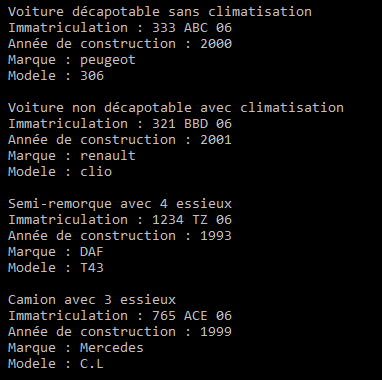 Voiture décapotable sans climatisation
Immatriculation : 333 ABC 06
Année de construction : 2000
Marque : peugeot
Modele : 306

Voiture non décapotable avec climatisation
Immatriculation : 321 BBD 06
Année de construction : 2001
Marque : renault
Modele : clio

Semi-remorque avec 4 essieux
Immatriculation : 1234 TZ 06
Année de construction : 1993
Marque : DAF
Modele : T43

Camion avec 3 essieux
Immatriculation : 765 ACE 06
Année de construction : 1999
Marque : Mercedes
Modele : C.L